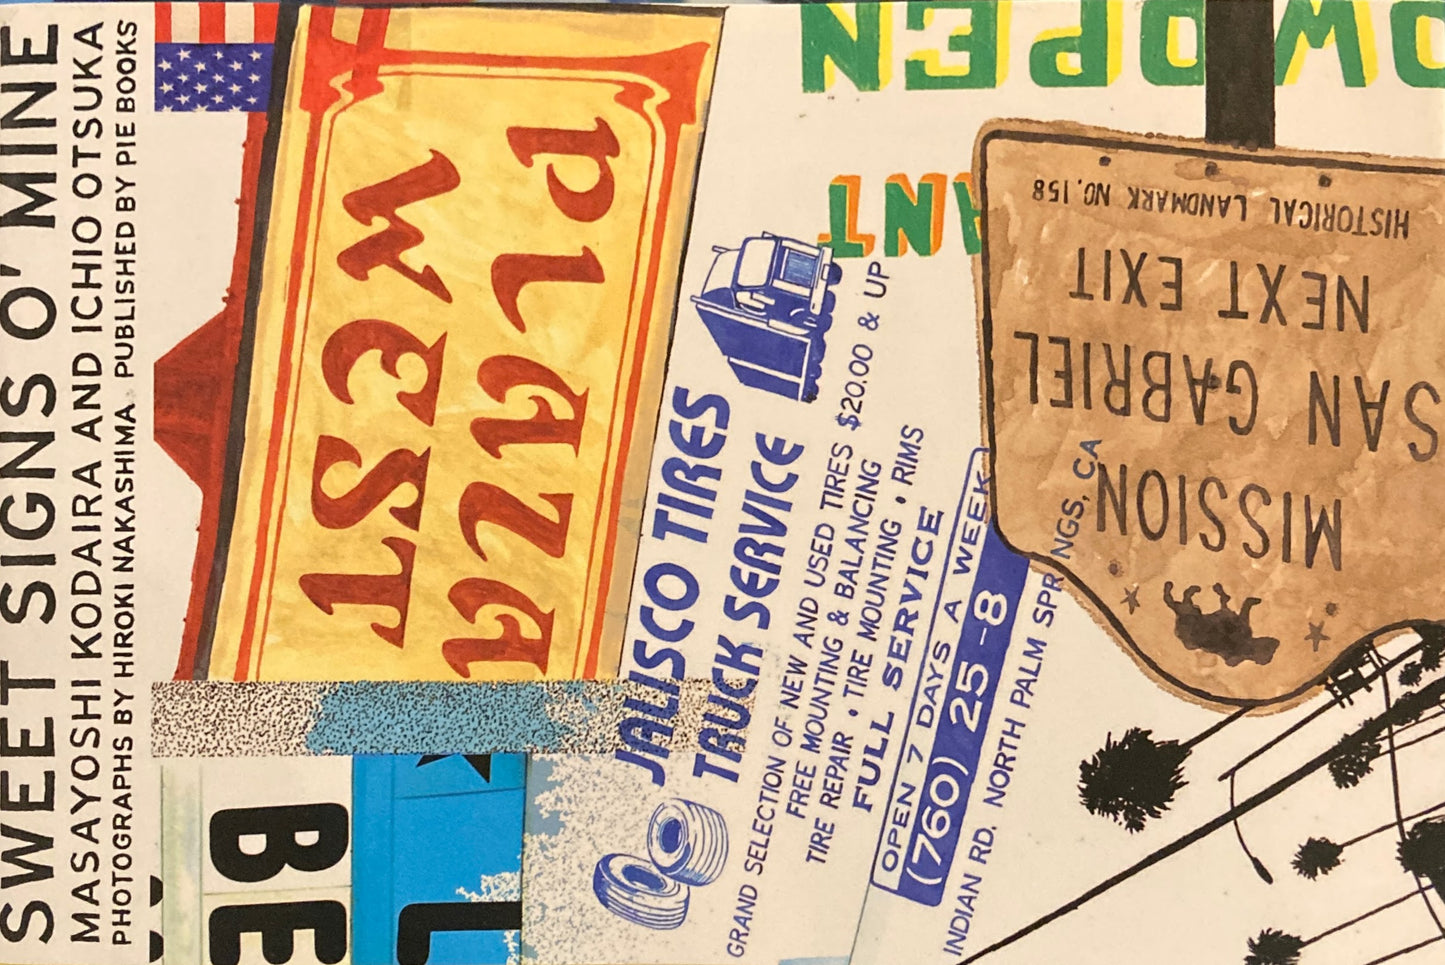 SWEET SIGNS O' MINE
MASAYOSHI KODAIRA AND ICHIO OTSUKA
PHOTOGRAPHS BY HIROKI NAKASHIMA PUBLISHED BY PIE BOOKS
PLAZA
WEST
OPEN
ANT
MISSION
SAN GABRIEL
NEXT EXIT
HISTORICAL LANDMARK NO.158
JALISCO TIRES
TRUCK SERVICE
GRAND SELECTION OF NEW AND USED TIRES $20.00 & UP
FREE MOUNTING & BALANCING
TIRE REPAIR • TIRE MOUNTING • RIMS
FULL SERVICE
OPEN 7 DAYS A WEEK
(760) 25 -8
INDIAN RD. NORTH PALM SPRINGS, CA
BE
L